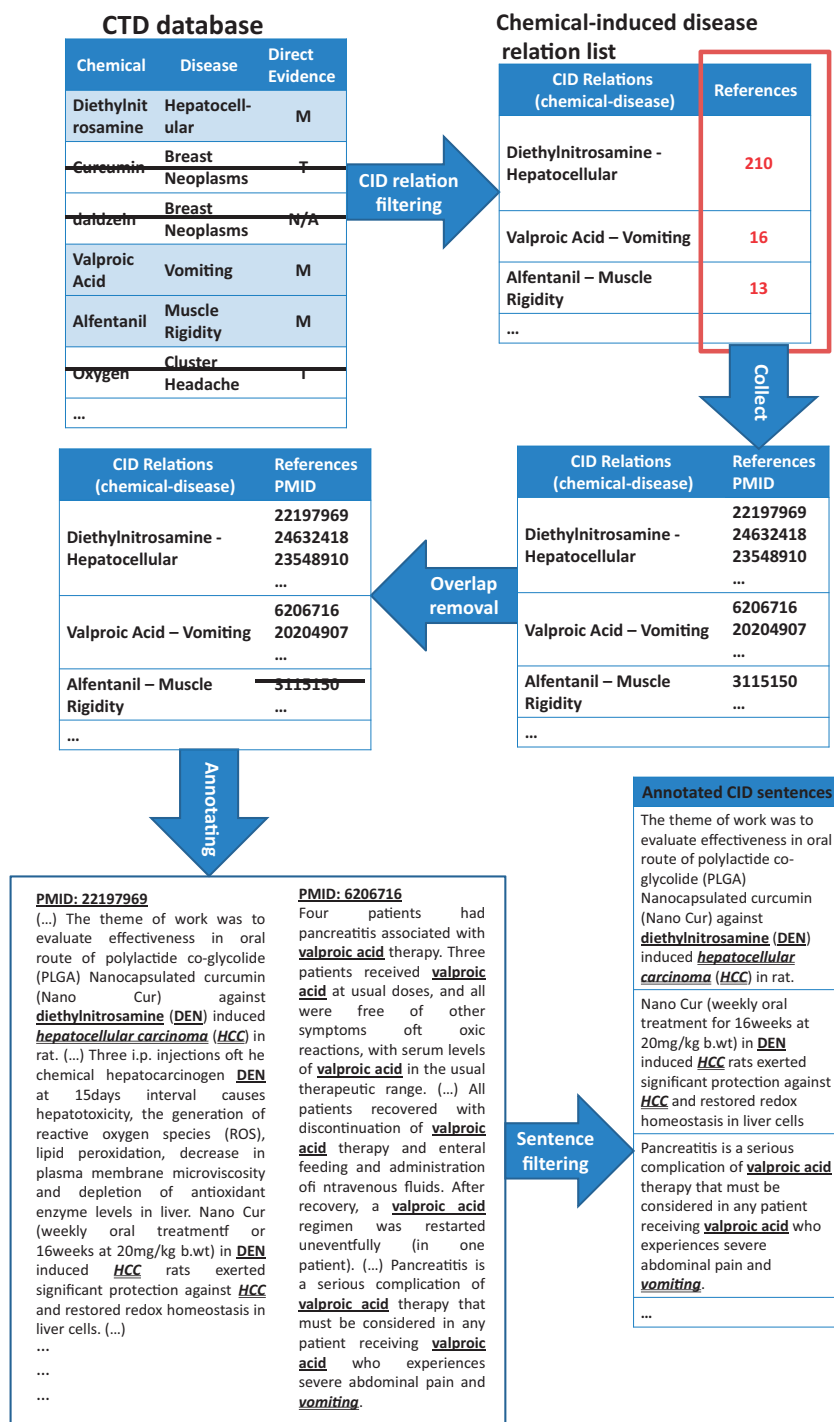 CTD database
Chemical
Disease
Direct
Evidence
Diethylnit
rosamine
Hepatocell-
ular
M
Curcumin
Breast
Neoplasms
T
daidzein
Breast
Neoplasms
N/A
Valproic
Acid
Vomiting
M
Alfentanil
Muscle
Rigidity
M
Oxygen
Cluster
Headache
T
...
CID relation
filtering
Chemical-induced disease
relation list
CID Relations
(chemical-disease)
References
Diethylnitrosamine -
Hepatocellular
210
Valproic Acid – Vomiting
16
Alfentanil – Muscle
Rigidity
13
...
Collect
CID Relations
(chemical-disease)
References
PMID
Diethylnitrosamine -
Hepatocellular
22197969
24632418
23548910
...
Valproic Acid – Vomiting
6206716
20204907
...
Alfentanil – Muscle
Rigidity
3115150
...
...
Overlap
removal
CID Relations
(chemical-disease)
References
PMID
Diethylnitrosamine -
Hepatocellular
22197969
24632418
23548910
...
Valproic Acid – Vomiting
6206716
20204907
...
Alfentanil – Muscle
Rigidity
3115150
...
...
Annotating
PMID: 22197969
(...) The theme of work was to
evaluate effectiveness in oral
route of polylactide co-glycolide
(PLGA) Nanocapsulated curcumin
(Nano Cur) against
diethylnitrosamine (DEN) induced
hepatocellular carcinoma (HCC) in
rat. (...) Three i.p. injections oft he
chemical hepatocarcinogen DEN
at 15days interval causes
hepatotoxicity, the generation of
reactive oxygen species (ROS),
lipid peroxidation, decrease in
plasma membrane microviscosity
and depletion of antioxidant
enzyme levels in liver. Nano Cur
(weekly oral treatmentf or
16weeks at 20mg/kg b.wt) in DEN
induced HCC rats exerted
significant protection against HCC
and restored redox homeostasis in
liver cells. (...)
...
...
...
PMID: 6206716
Four patients had
pancreatitis associated with
valproic acid therapy. Three
patients received valproic
acid at usual doses, and all
were free of other
symptoms oft oxic
reactions, with serum levels
of valproic acid in the usual
therapeutic range. (...) All
patients recovered with
discontinuation of valproic
acid therapy and enteral
feeding and administration
ofi ntravenous fluids. After
recovery, a valproic acid
regimen was restarted
uneventfully (in one
patient). (...) Pancreatitis is
a serious complication of
valproic acid therapy that
must be considered in any
patient receiving valproic
acid who experiences
severe abdominal pain and
vomiting.
Sentence
filtering
Annotated CID sentences
The theme of work was to
evaluate effectiveness in oral
route of polylactide co-
glycolide (PLGA)
Nanocapsulated curcumin
(Nano Cur) against
diethylnitrosamine (DEN)
induced hepatocellular
carcinoma (HCC) in rat.
Nano Cur (weekly oral
treatment for 16weeks at
20mg/kg b.wt) in DEN
induced HCC rats exerted
significant protection against
HCC and restored redox
homeostasis in liver cells
Pancreatitis is a serious
complication of valproic acid
therapy that must be
considered in any patient
receiving valproic acid who
experiences severe
abdominal pain and
vomiting.
...